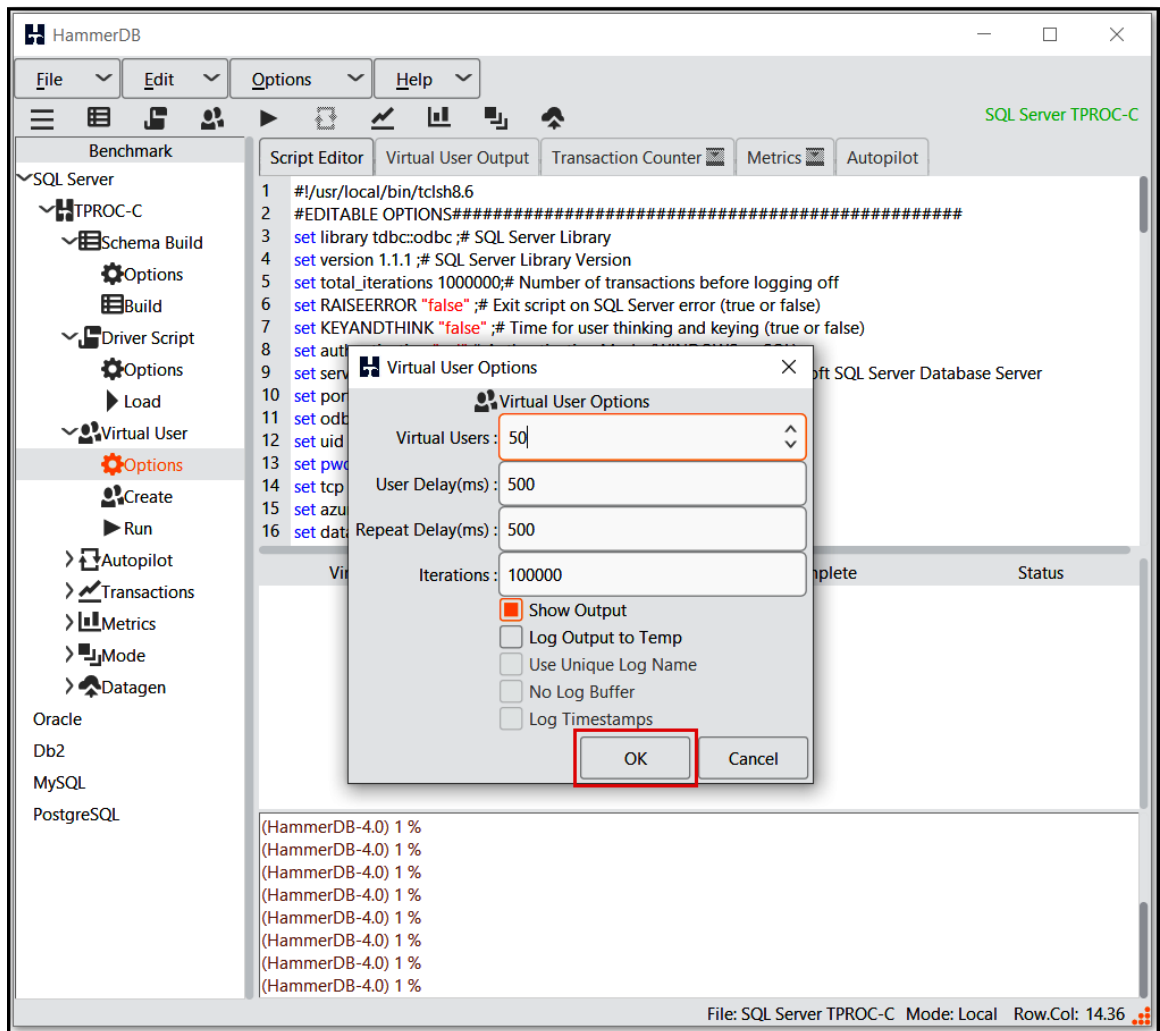 HammerDB
File Edit Options Help
SQL Server TPROC-C
Benchmark
SQL Server
TPROC-C
Schema Build
Options
Build
Driver Script
Options
Load
Virtual User
Options
Create
Run
Autopilot
Transactions
Metrics
Mode
Datagen
Oracle
Db2
MySQL
PostgreSQL
Script Editor Virtual User Output Transaction Counter Metrics Autopilot
1 #!/usr/local/bin/tclsh8.6
2 #EDITABLE OPTIONS##################################################
3 set library tdbc::odbc ;# SQL Server Library
4 set version 1.1.1 ;# SQL Server Library Version
5 set total_iterations 1000000;# Number of transactions before logging off
6 set RAISEERROR "false" ;# Exit script on SQL Server error (true or false)
7 set KEYANDTHINK "false" ;# Time for user thinking and keying (true or false)
8 set
9 set oft SQL Server Database Server
10 set
11 set
12 set uid
13 set
14 set tcp
15 set
16 set
Virtual User Options
Virtual User Options
Virtual Users : 50
User Delay(ms) : 500
Repeat Delay(ms) : 500
Iterations : 100000
Show Output
Log Output to Temp
Use Unique Log Name
No Log Buffer
Log Timestamps
OK Cancel
Status
(HammerDB-4.0) 1 %
(HammerDB-4.0) 1 %
(HammerDB-4.0) 1 %
(HammerDB-4.0) 1 %
(HammerDB-4.0) 1 %
(HammerDB-4.0) 1 %
(HammerDB-4.0) 1 %
(HammerDB-4.0) 1 %
File: SQL Server TPROC-C Mode: Local Row.Col: 14.36